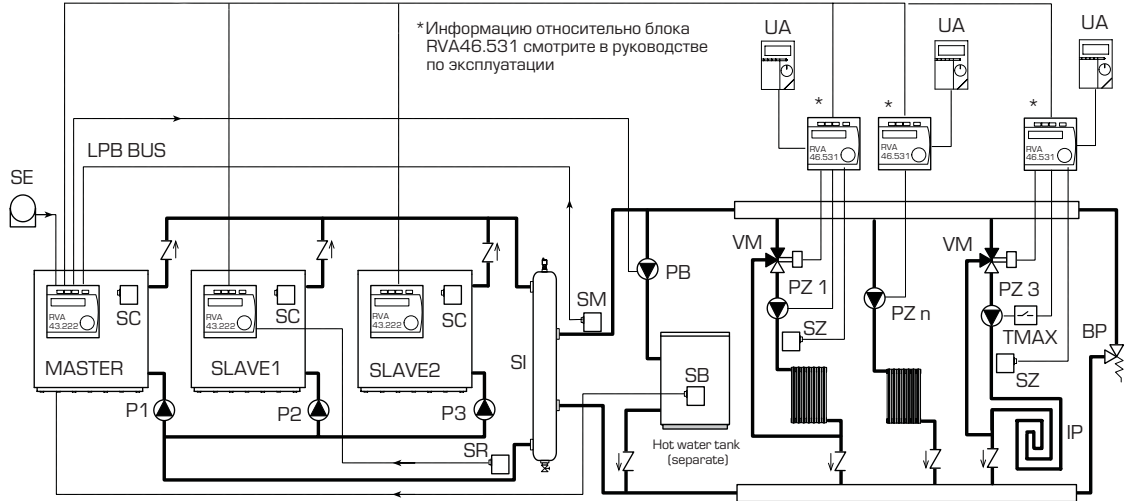 *Информацию относительно блока
RVA46.531 смотрите в руководстве
по эксплуатации
UA
UA
UA
*
*
*
RVA
46.531
RVA
46.531
RVA
46.531
LPB BUS
SE
VM
VM
PB
PZ 1
PZ n
PZ 3
TMAX
BP
SM
SZ
SZ
RVA
43.222
SC
RVA
43.222
SC
RVA
43.222
SC
MASTER
SLAVE1
SLAVE2
SI
SB
P1
P2
P3
SR
IP
Hot water tank
(separate)